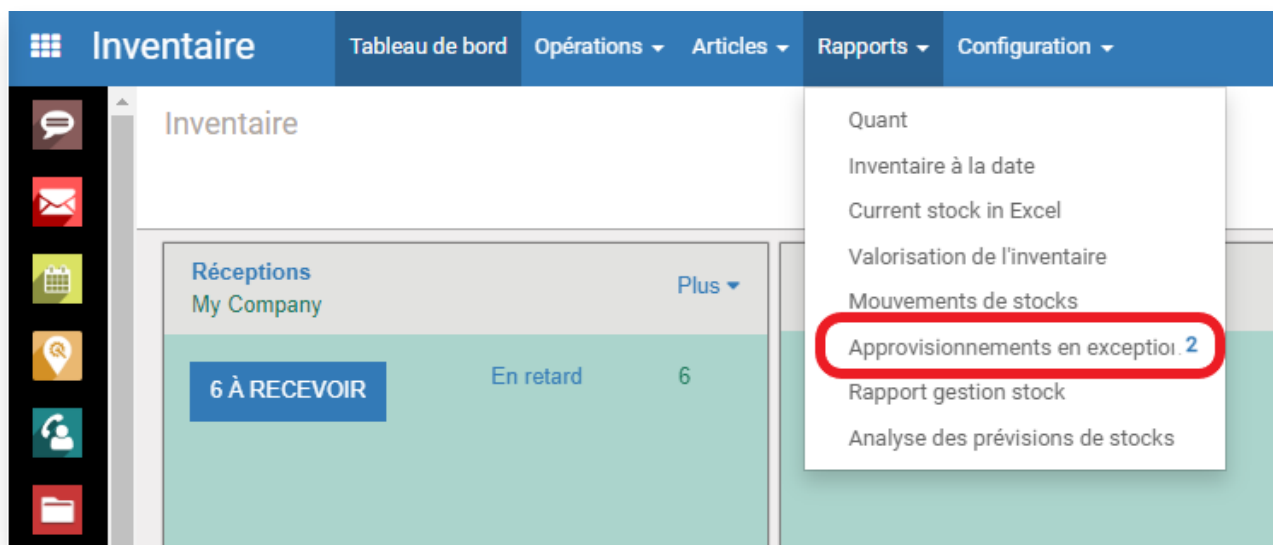 Inventaire Tableau de bord Opérations Articles Rapports Configuration
Inventaire
Quant
Inventaire à la date
Current stock in Excel
Valorisation de l'inventaire
Mouvements de stocks
Approvisionnements en exception 2
Rapport gestion stock
Analyse des prévisions de stocks
Réceptions Plus
My Company
6 À RECEVOIR En retard 6